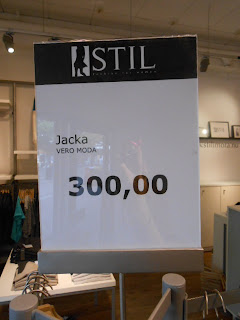 STIL
Jacka
VERO MODA
300,00